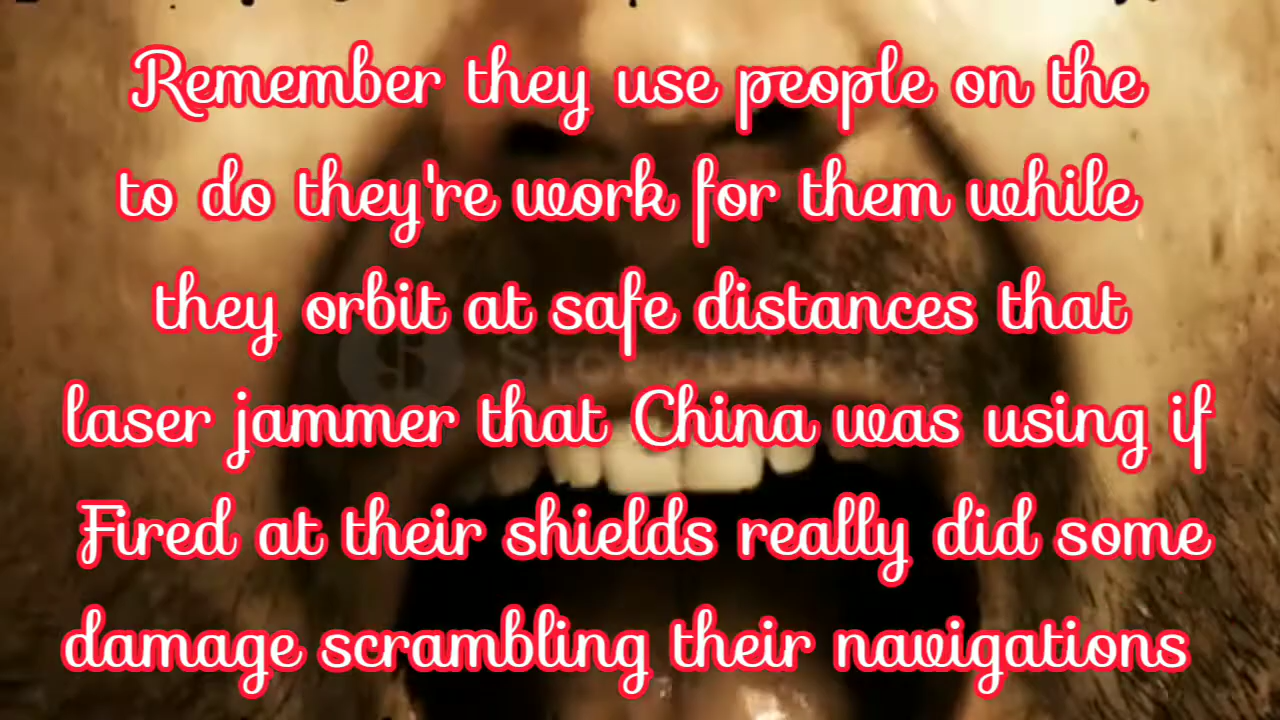 Remember they use people on the
to do they're work for them while
they orbit at safe distances that
laser jammer that China was using if
Fired at their shields really did some
damage scrambling their navigations